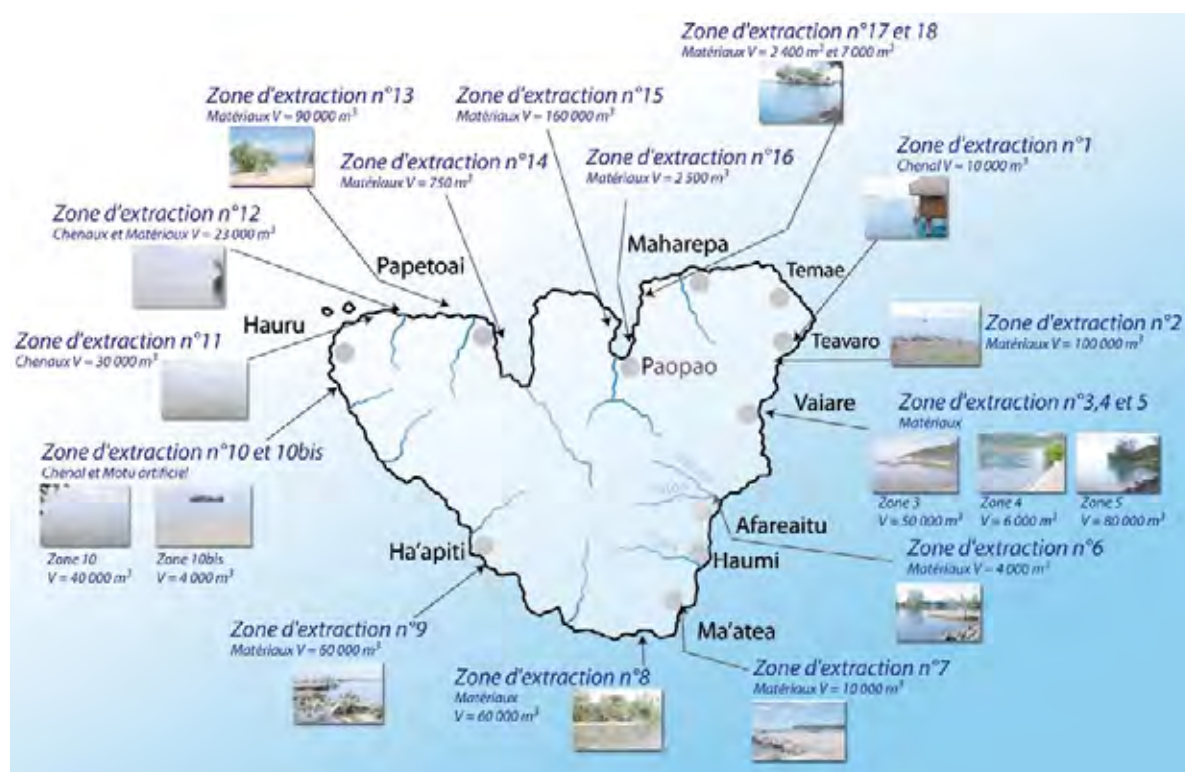 Zone d'extraction n°17 et 18
Matériaux V = 2 400 m³ et 7 000 m³
Zone d'extraction n°13
Matériaux V = 90 000 m³
Zone d'extraction n°15
Matériaux V = 160 000 m³
Zone d'extraction n°14
Matériaux V = 750 m³
Zone d'extraction n°16
Matériaux V = 2 500 m³
Zone d'extraction n°1
Chenal V = 10 000 m³
Zone d'extraction n°12
Chenaux et Matériaux V = 23 000 m³
Papetoai
Maharepa
Temae
Hauru
Zone d'extraction n°11
Chenaux V = 30 000 m³
Teavaro
Zone d'extraction n°2
Matériaux V = 100 000 m³
Paopao
Vaiare
Zone d'extraction n°3,4 et 5
Matériaux
Zone 3
V = 50 000 m³
Zone 4
V = 6 000 m³
Zone 5
V = 80 000 m³
Zone d'extraction n°10 et 10bis
Chenal et Motu artificiel
Zone 10
V = 40 000 m³
Zone 10bis
V = 4 000 m³
Afareaitu
Ha'apiti
Haumi
Zone d'extraction n°6
Matériaux V = 4 000 m³
Zone d'extraction n°9
Matériaux V = 60 000 m³
Ma'atea
Zone d'extraction n°8
Matériaux
V = 60 000 m³
Zone d'extraction n°7
Matériaux V = 10 000 m³